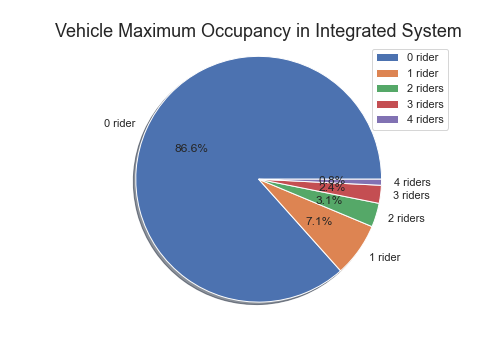 Vehicle Maximum Occupancy in Integrated System
0 rider
1 rider
2 riders
3 riders
4 riders
0 rider
86.6%
0.8%
4 riders
2.4%
3 riders
3.1%
2 riders
7.1%
1 rider